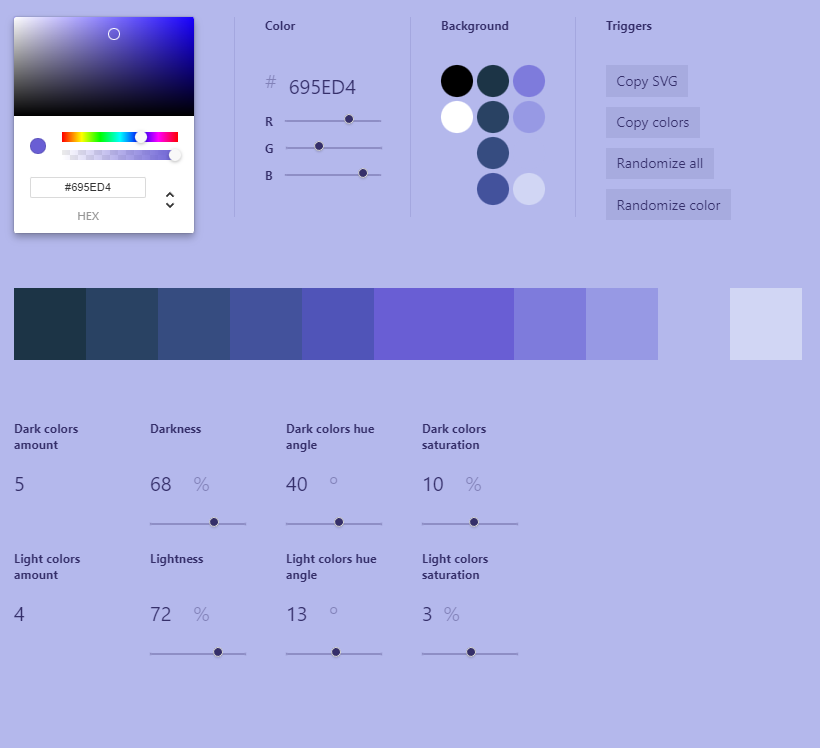 Color
Background
Triggers
# 695ED4
R
G
B
#695ED4
HEX
Copy SVG
Copy colors
Randomize all
Randomize color
Dark colors
amount
Darkness
Dark colors hue
angle
Dark colors
saturation
5
68 %
40 °
10 %
Light colors
amount
Lightness
Light colors hue
angle
Light colors
saturation
4
72 %
13 °
3 %